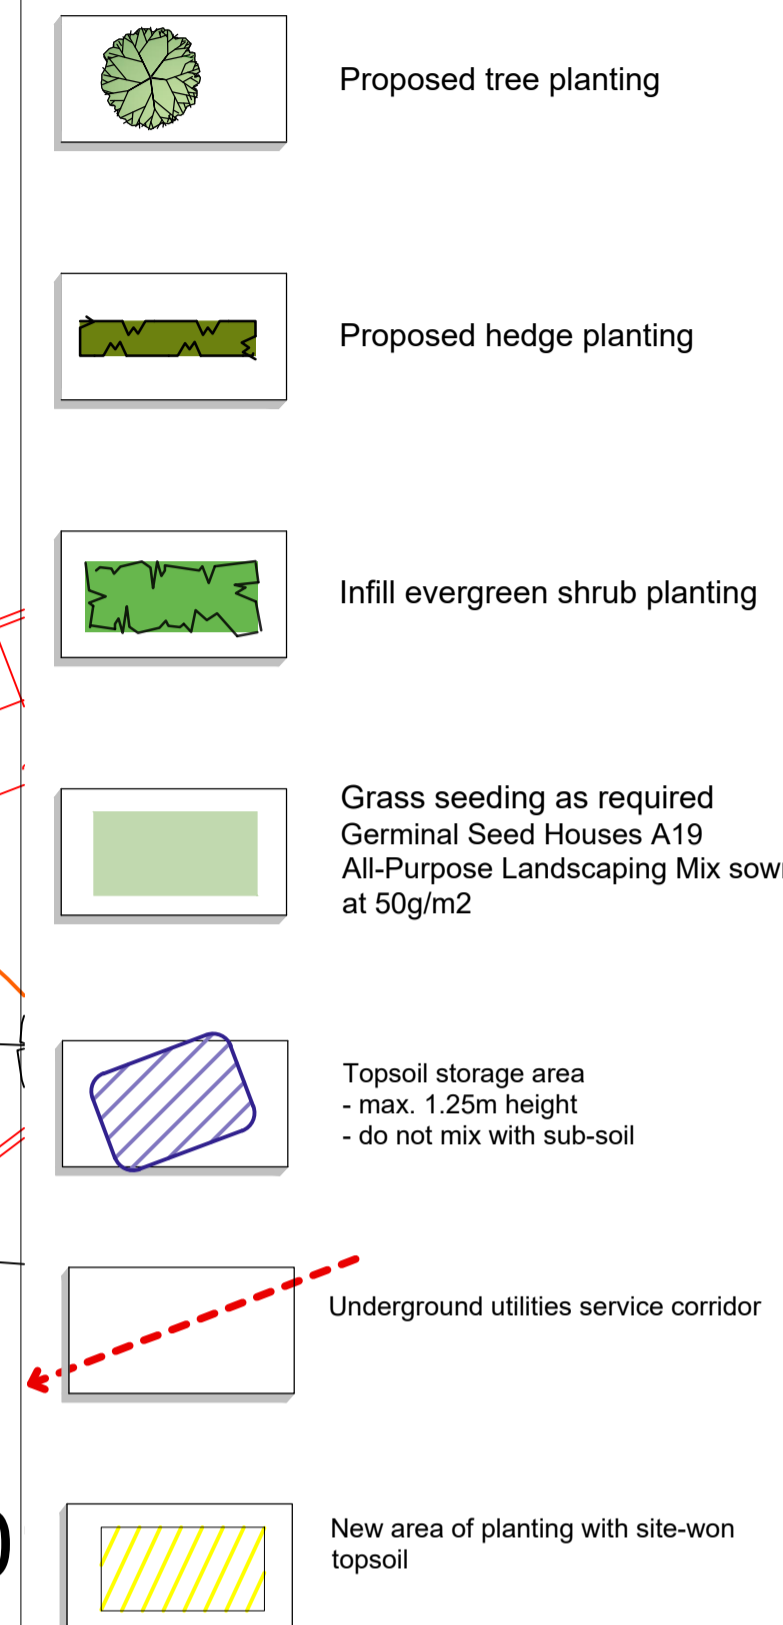 Proposed tree planting
Proposed hedge planting
Infill evergreen shrub planting
Grass seeding as required
Germinal Seed Houses A19
All-Purpose Landscaping Mix sow
at 50g/m2
Topsoil storage area
- max. 1.25m height
- do not mix with sub-soil
Underground utilities service corridor
New area of planting with site-won
topsoil